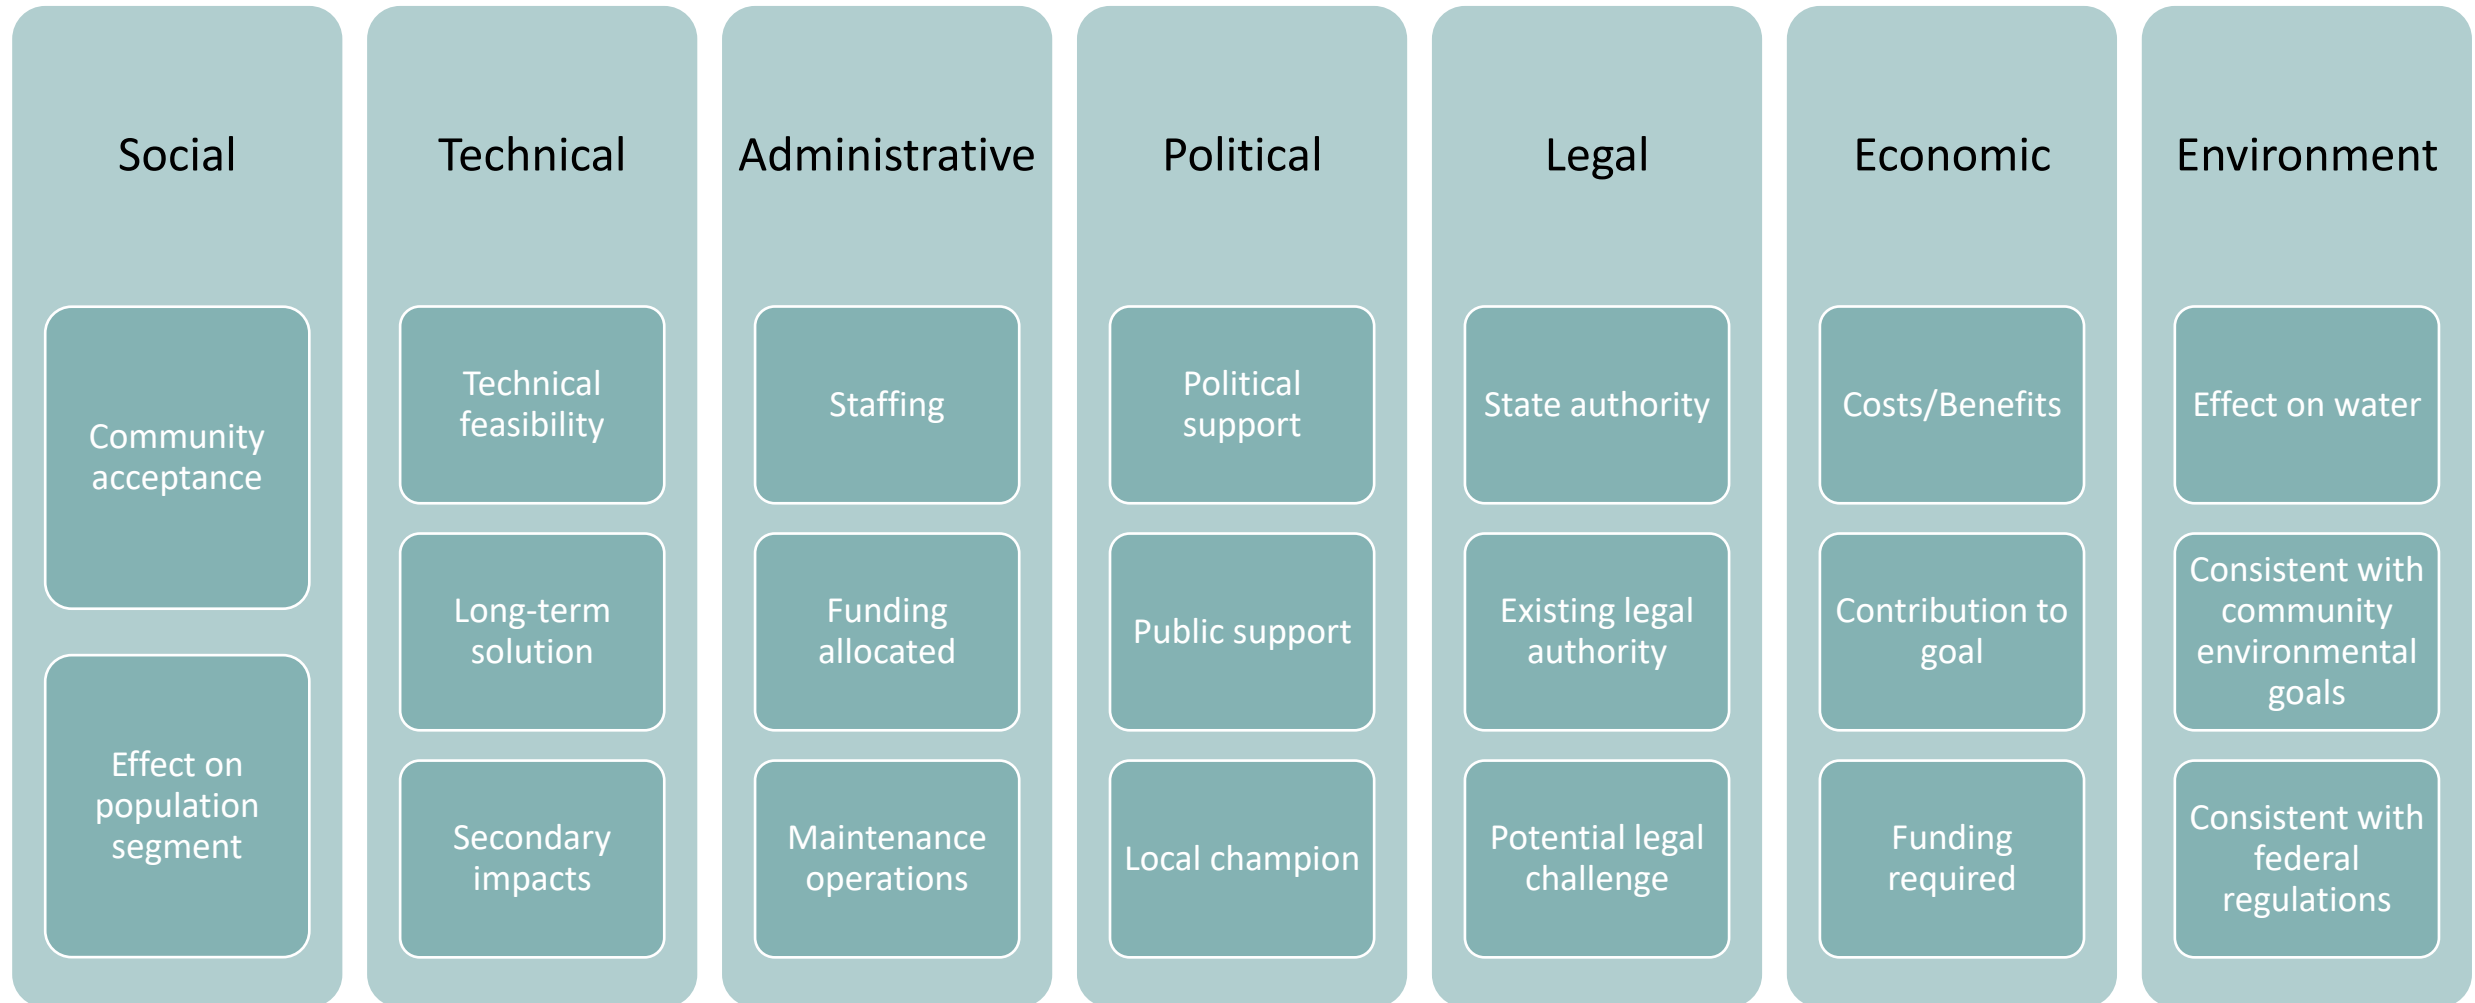 Social
Community
acceptance
Effect on
population
segment
Technical
Technical
feasibility
Long-term
solution
Secondary
impacts
Administrative
Staffing
Funding
allocated
Maintenance
operations
Political
Political
support
Public support
Local champion
Legal
State authority
Existing legal
authority
Potential legal
challenge
Economic
Costs/Benefits
Contribution to
goal
Funding
required
Environment
Effect on water
Consistent with
community
environmental
goals
Consistent with
federal
regulations